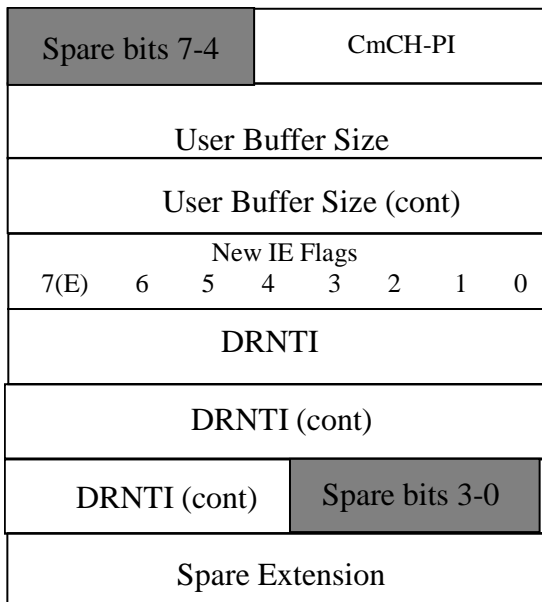 Spare bits 7-4 CmCH-PI
User Buffer Size
User Buffer Size (cont)
New IE Flags
7(E) 6 5 4 3 2 1 0
DRNTI
DRNTI (cont)
DRNTI (cont) Spare bits 3-0
Spare Extension